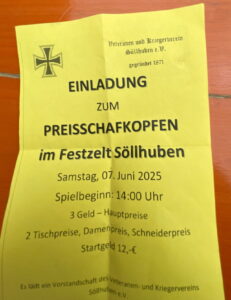 Veteranen und Kriegerverein
Söllhuben e.V.
gegründet 1871
EINLADUNG
ZUM
PREISSCHAFKOPFEN
im Festzelt Söllhuben
Samstag, 07. Juni 2025
Spielbeginn: 14:00 Uhr
3 Geld – Hauptpreise
2 Tischpreise, Damenpreis, Schneiderpreis
Startgeld 12,-€
Es lädt ein Vorstandschaft des Veteranen- und Kriegervereins
Söllhuben e.V